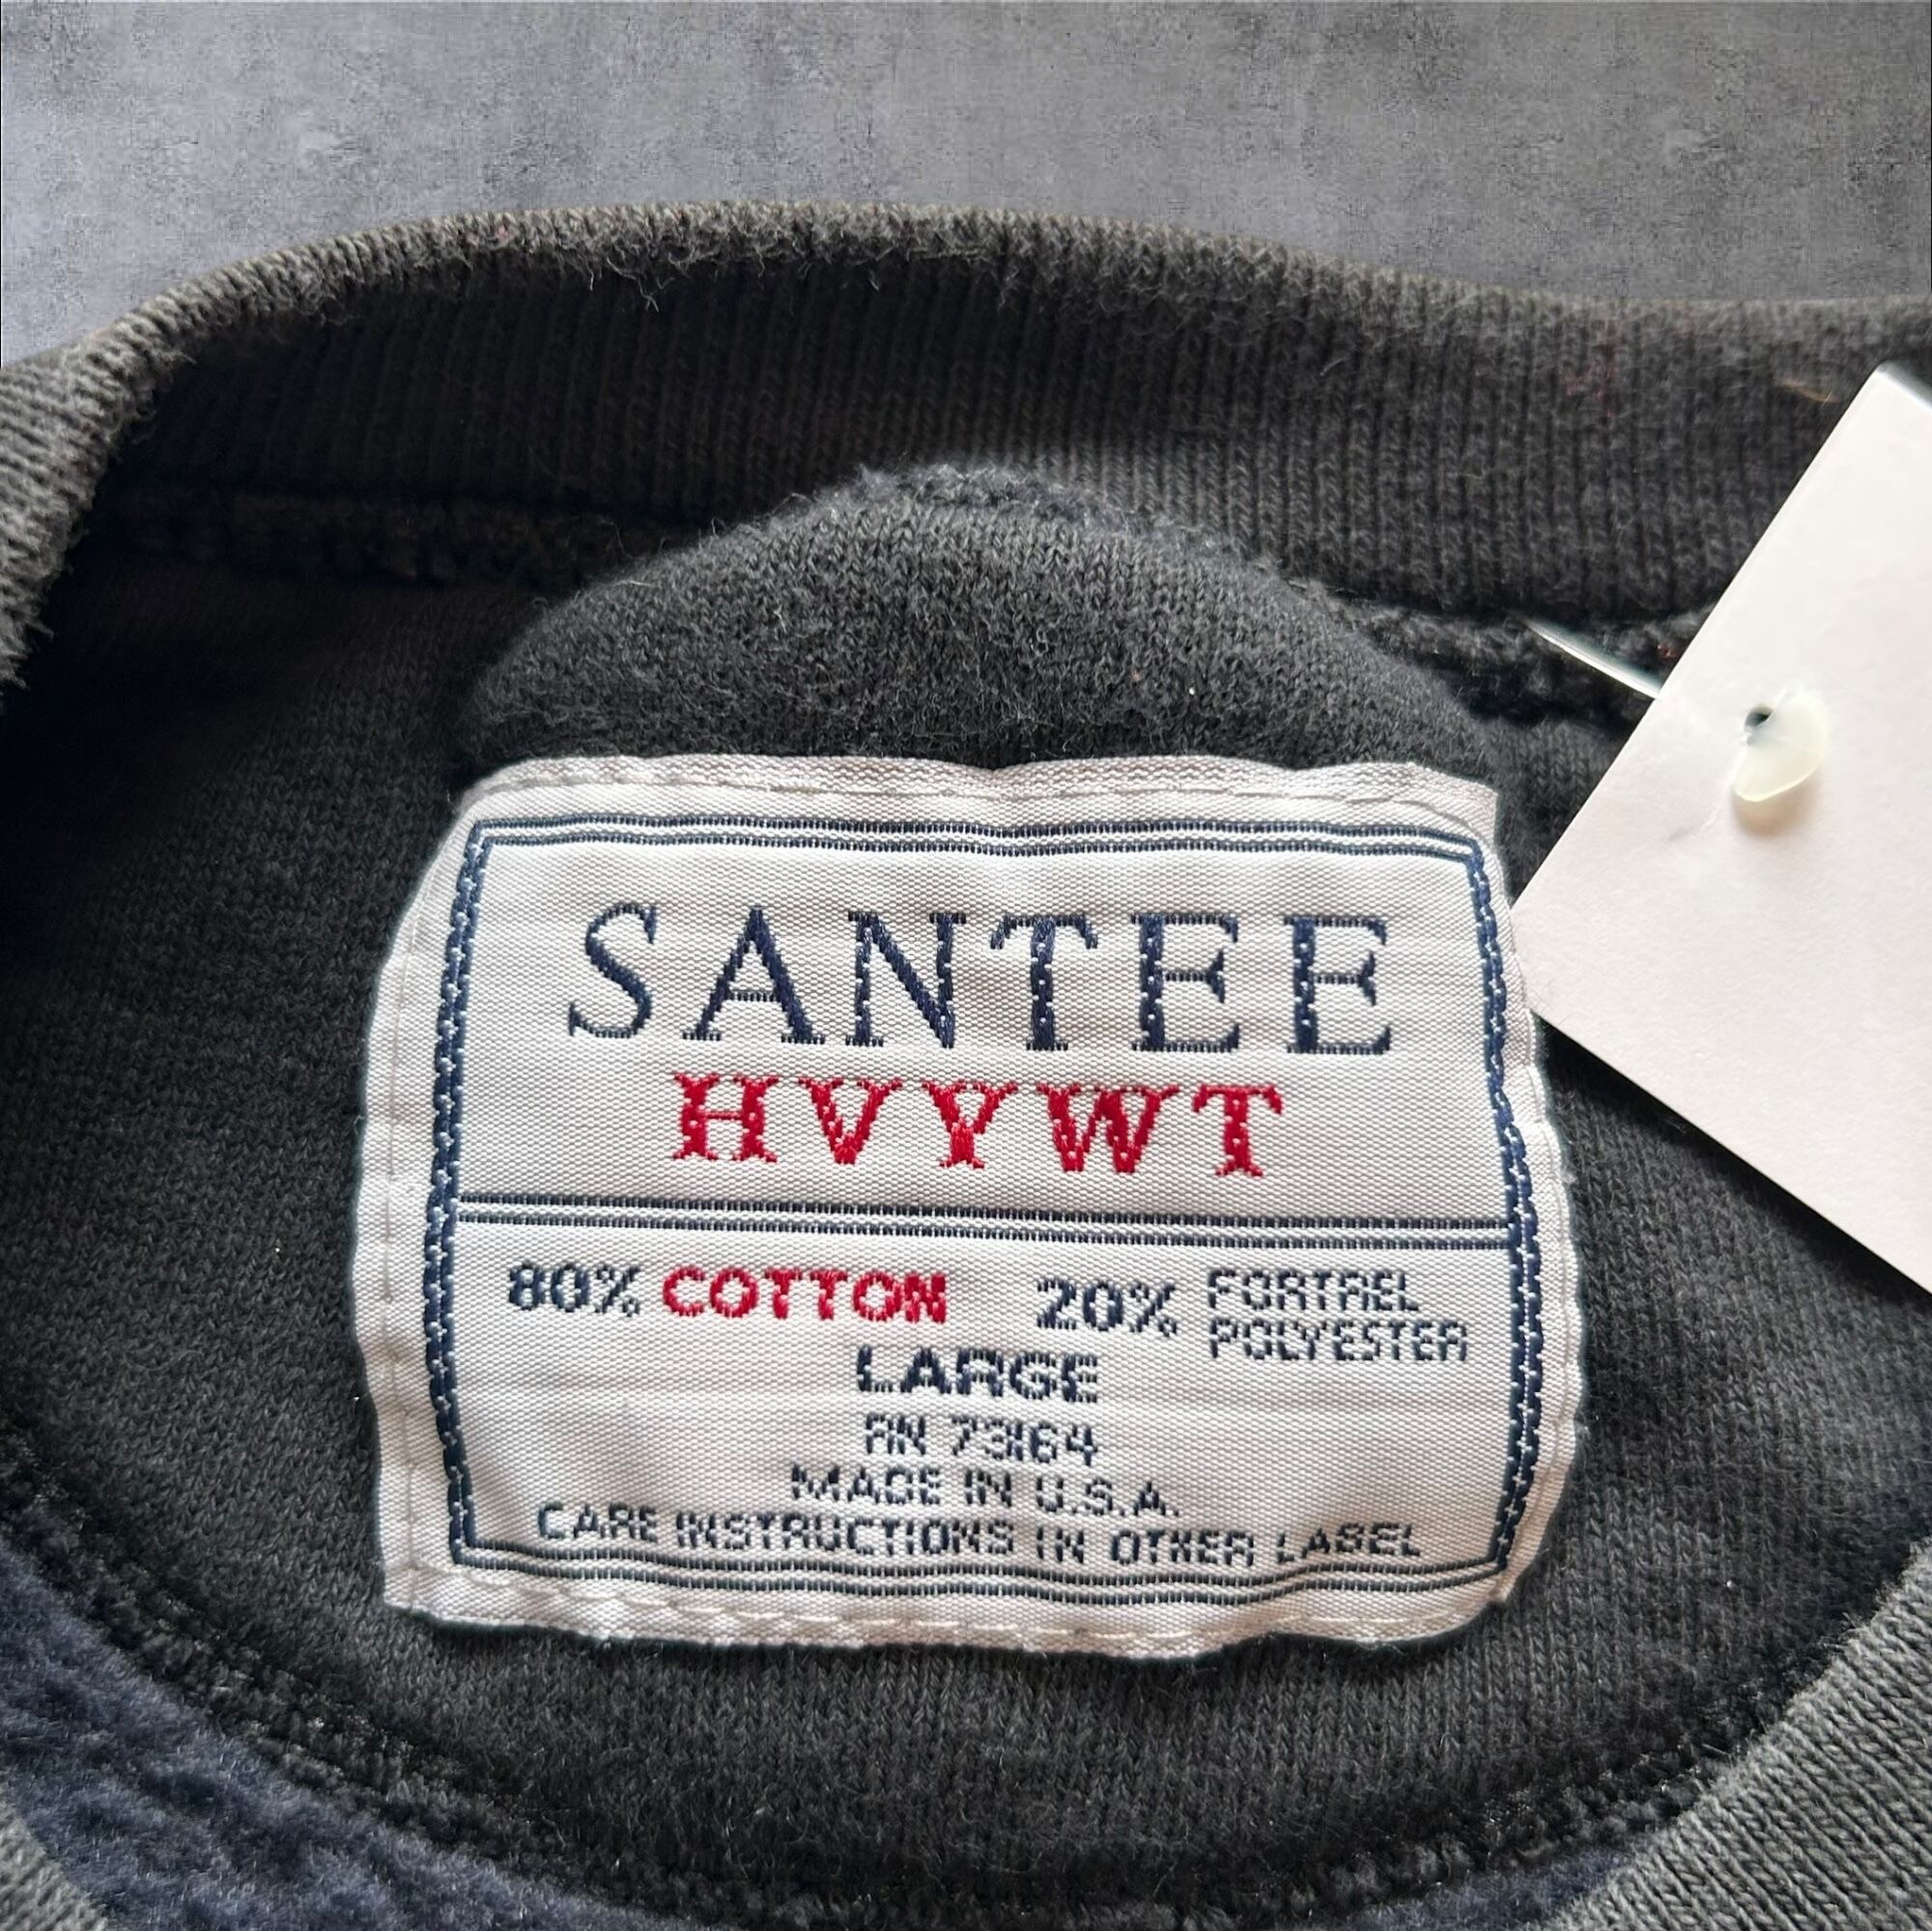 SANTEE
HVYWT
80% COTTON 20% FORTREL
POLYESTER
LARGE
RN 73164
MADE IN U.S.A.
CARE INSTRUCTIONS IN OTHER LABEL